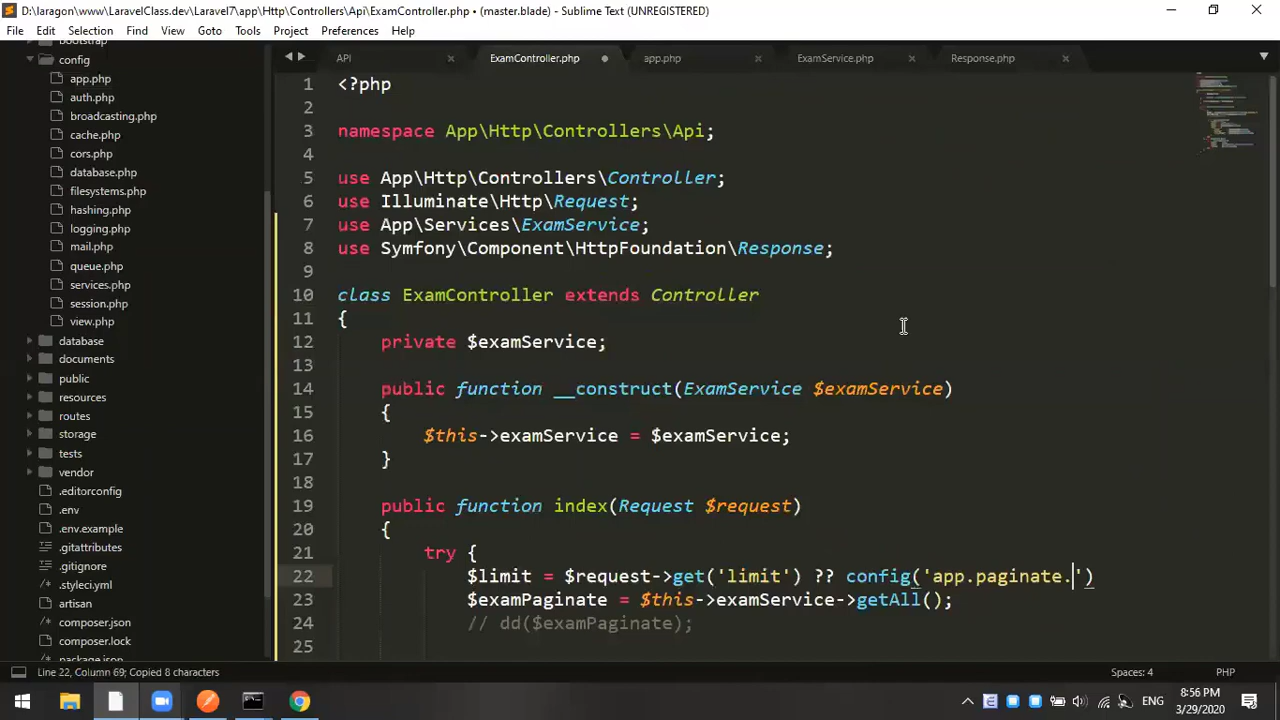 D:\laragon\www\LaravelClass.dev\Laravel7\app\Http\Controllers\Api\ExamController.php • (master.blade) - Sublime Text (UNREGISTERED)
File Edit Selection Find View Goto Tools Project Preferences Help
bootstrap
config
app.php
auth.php
broadcasting.php
cache.php
cors.php
database.php
filesystems.php
hashing.php
logging.php
mail.php
queue.php
services.php
session.php
view.php
database
documents
public
resources
routes
storage
tests
vendor
.editorconfig
.env
.env.example
.gitattributes
.gitignore
.styleci.yml
artisan
composer.json
composer.lock
package.json
API ExamController.php app.php ExamService.php Response.php
1 <?php
2
3 namespace App\Http\Controllers\Api;
4
5 use App\Http\Controllers\Controller;
6 use Illuminate\Http\Request;
7 use App\Services\ExamService;
8 use Symfony\Component\HttpFoundation\Response;
9
10 class ExamController extends Controller
11 {
12 private $examService;
13
14 public function __construct(ExamService $examService)
15 {
16 $this->examService = $examService;
17 }
18
19 public function index(Request $request)
20 {
21 try {
22 $limit = $request->get('limit') ?? config('app.paginate.')
23 $examPaginate = $this->examService->getAll();
24 // dd($examPaginate);
25
Line 22, Column 69; Copied 8 characters Spaces: 4 PHP
ENG 8:56 PM
3/29/2020